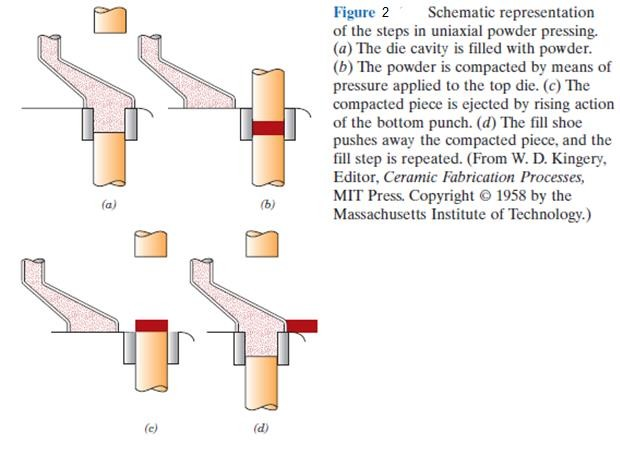 Figure 2 Schematic representation
of the steps in uniaxial powder pressing.
(a) The die cavity is filled with powder.
(b) The powder is compacted by means of
pressure applied to the top die. (c) The
compacted piece is ejected by rising action
of the bottom punch. (d) The fill shoe
pushes away the compacted piece, and the
fill step is repeated. (From W. D. Kingery,
Editor, Ceramic Fabrication Processes,
MIT Press. Copyright © 1958 by the
Massachusetts Institute of Technology.)
(a)
(b)
(c)
(d)